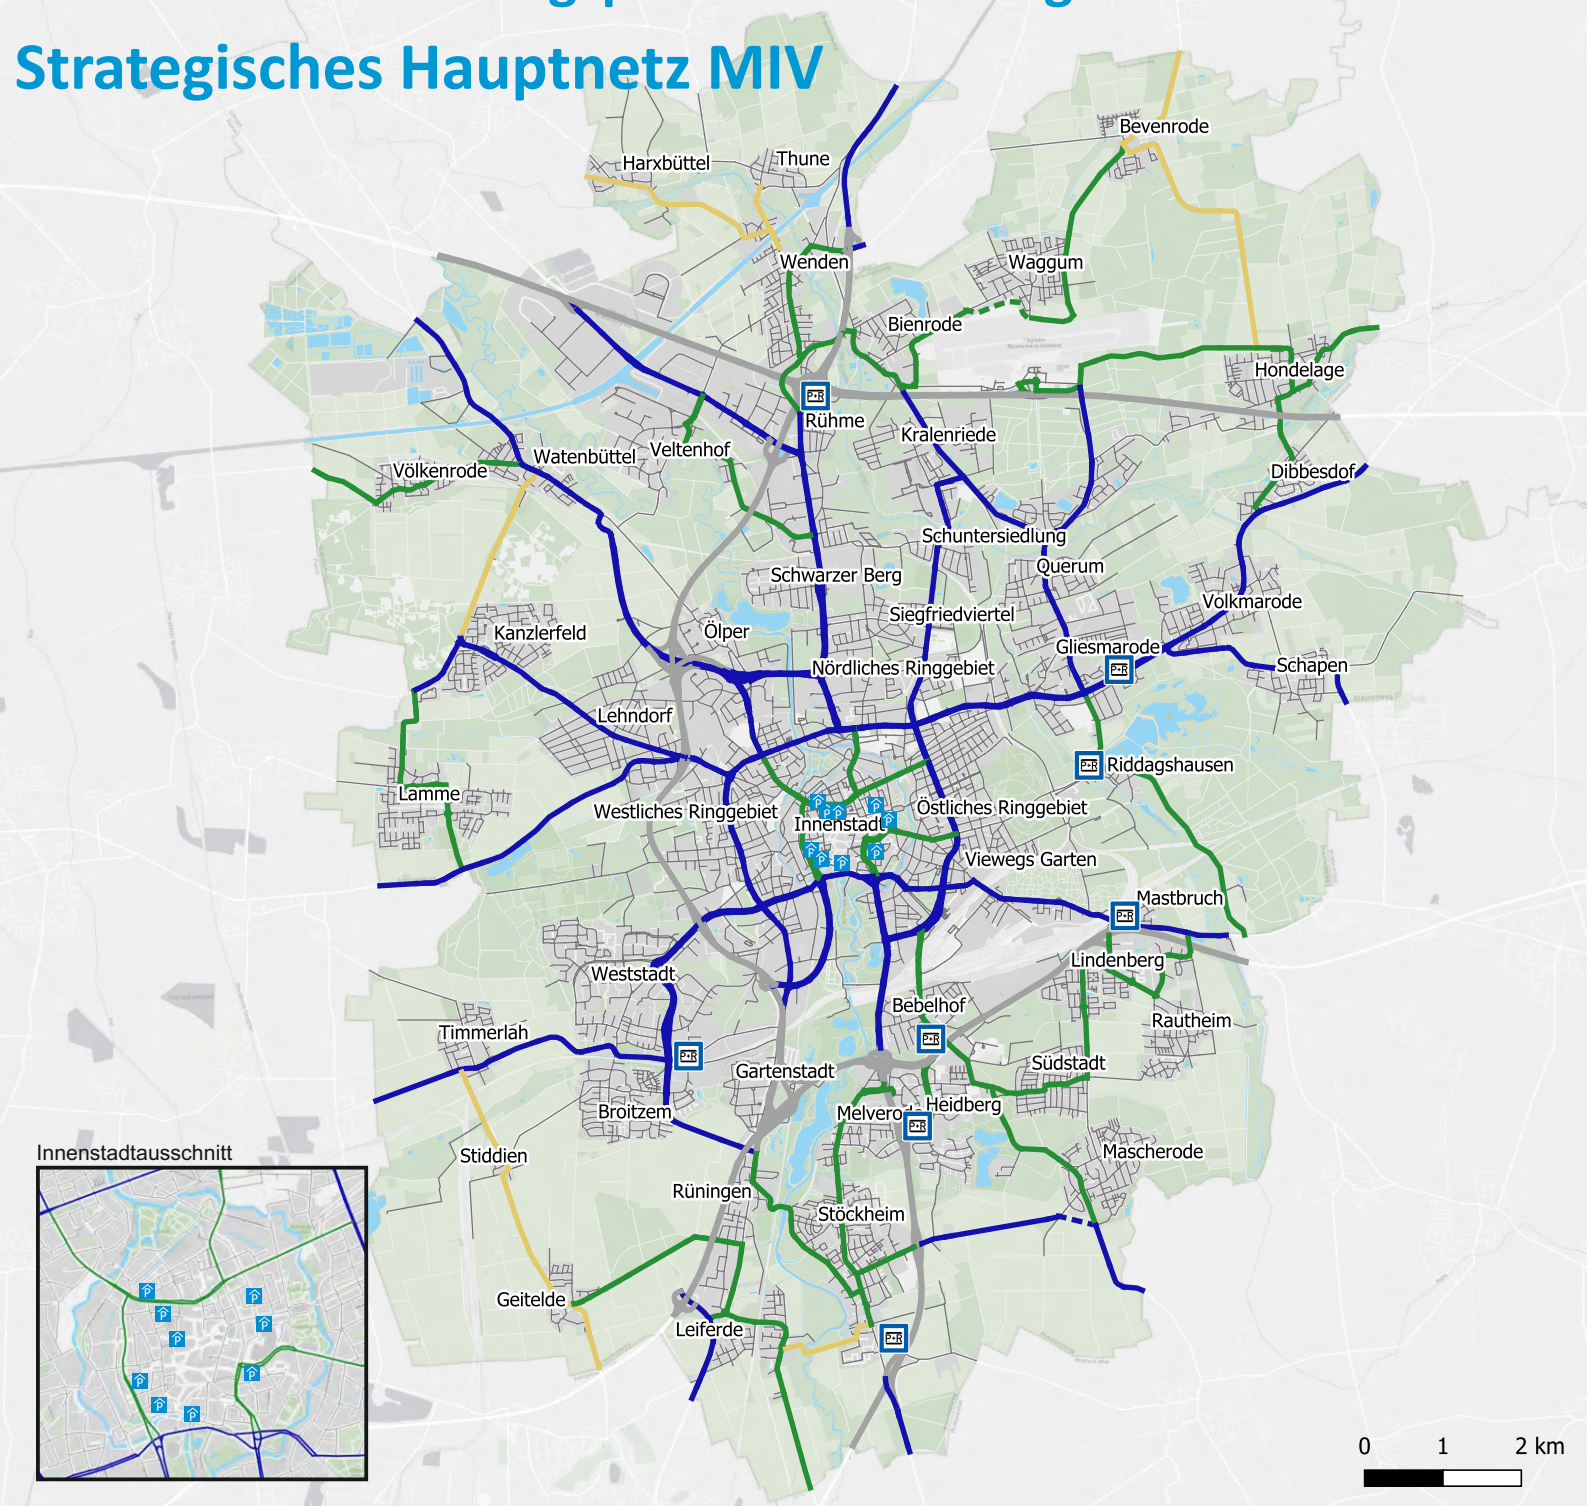 Strategisches Hauptnetz MIV
Bevenrode
Harxbüttel
Thune
Wenden
Waggum
Bienrode
Hondelage
P+R
Rühme
Kralenriede
Veltenhof
Watenbüttel
Völkenrode
Dibbesdof
Schuntersiedlung
Querum
Schwarzer Berg
Siegfriedviertel
Volkmarode
Kanzlerfeld
Ölper
Gliesmarode
P+R
Nördliches Ringgebiet
Schapen
Lehndorf
P+R
Riddagshausen
Lamme
Westliches Ringgebiet
Östliches Ringgebiet
P
P
P
P
P
Innenstadt
P
P
P
P
Viewegs Garten
Mastbruch
P+R
Weststadt
Lindenberg
Bebelhof
Rautheim
Timmerlah
P+R
P+R
Gartenstadt
Südstadt
Broitzem
Melverode
Heidberg
P+R
Mascherode
Innenstadtausschnitt
Stiddien
Rüningen
Stöckheim
Geitelde
Leiferde
P+R
P
P
P
P
P
P
P
P
P
0 1 2 km